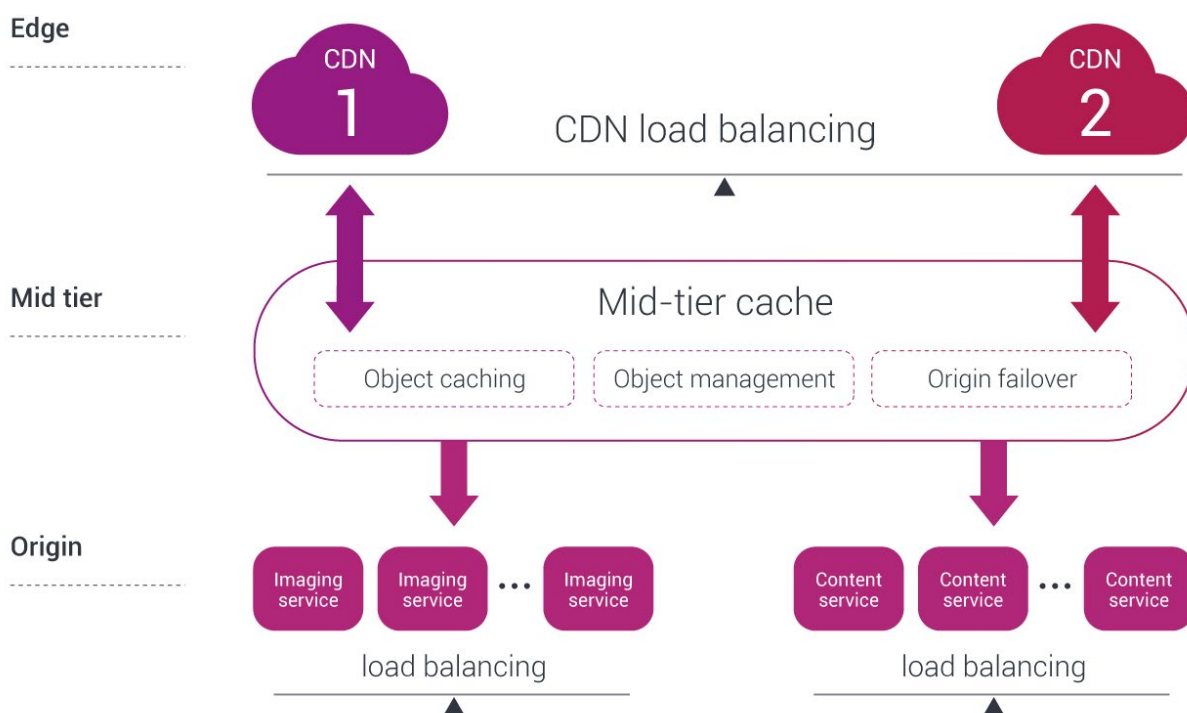 Edge
CDN
1
CDN load balancing
CDN
2
Mid tier
Mid-tier cache
Object caching
Object management
Origin failover
Origin
Imaging
service
Imaging
service
...
Imaging
service
Content
service
Content
service
...
Content
service
load balancing
load balancing